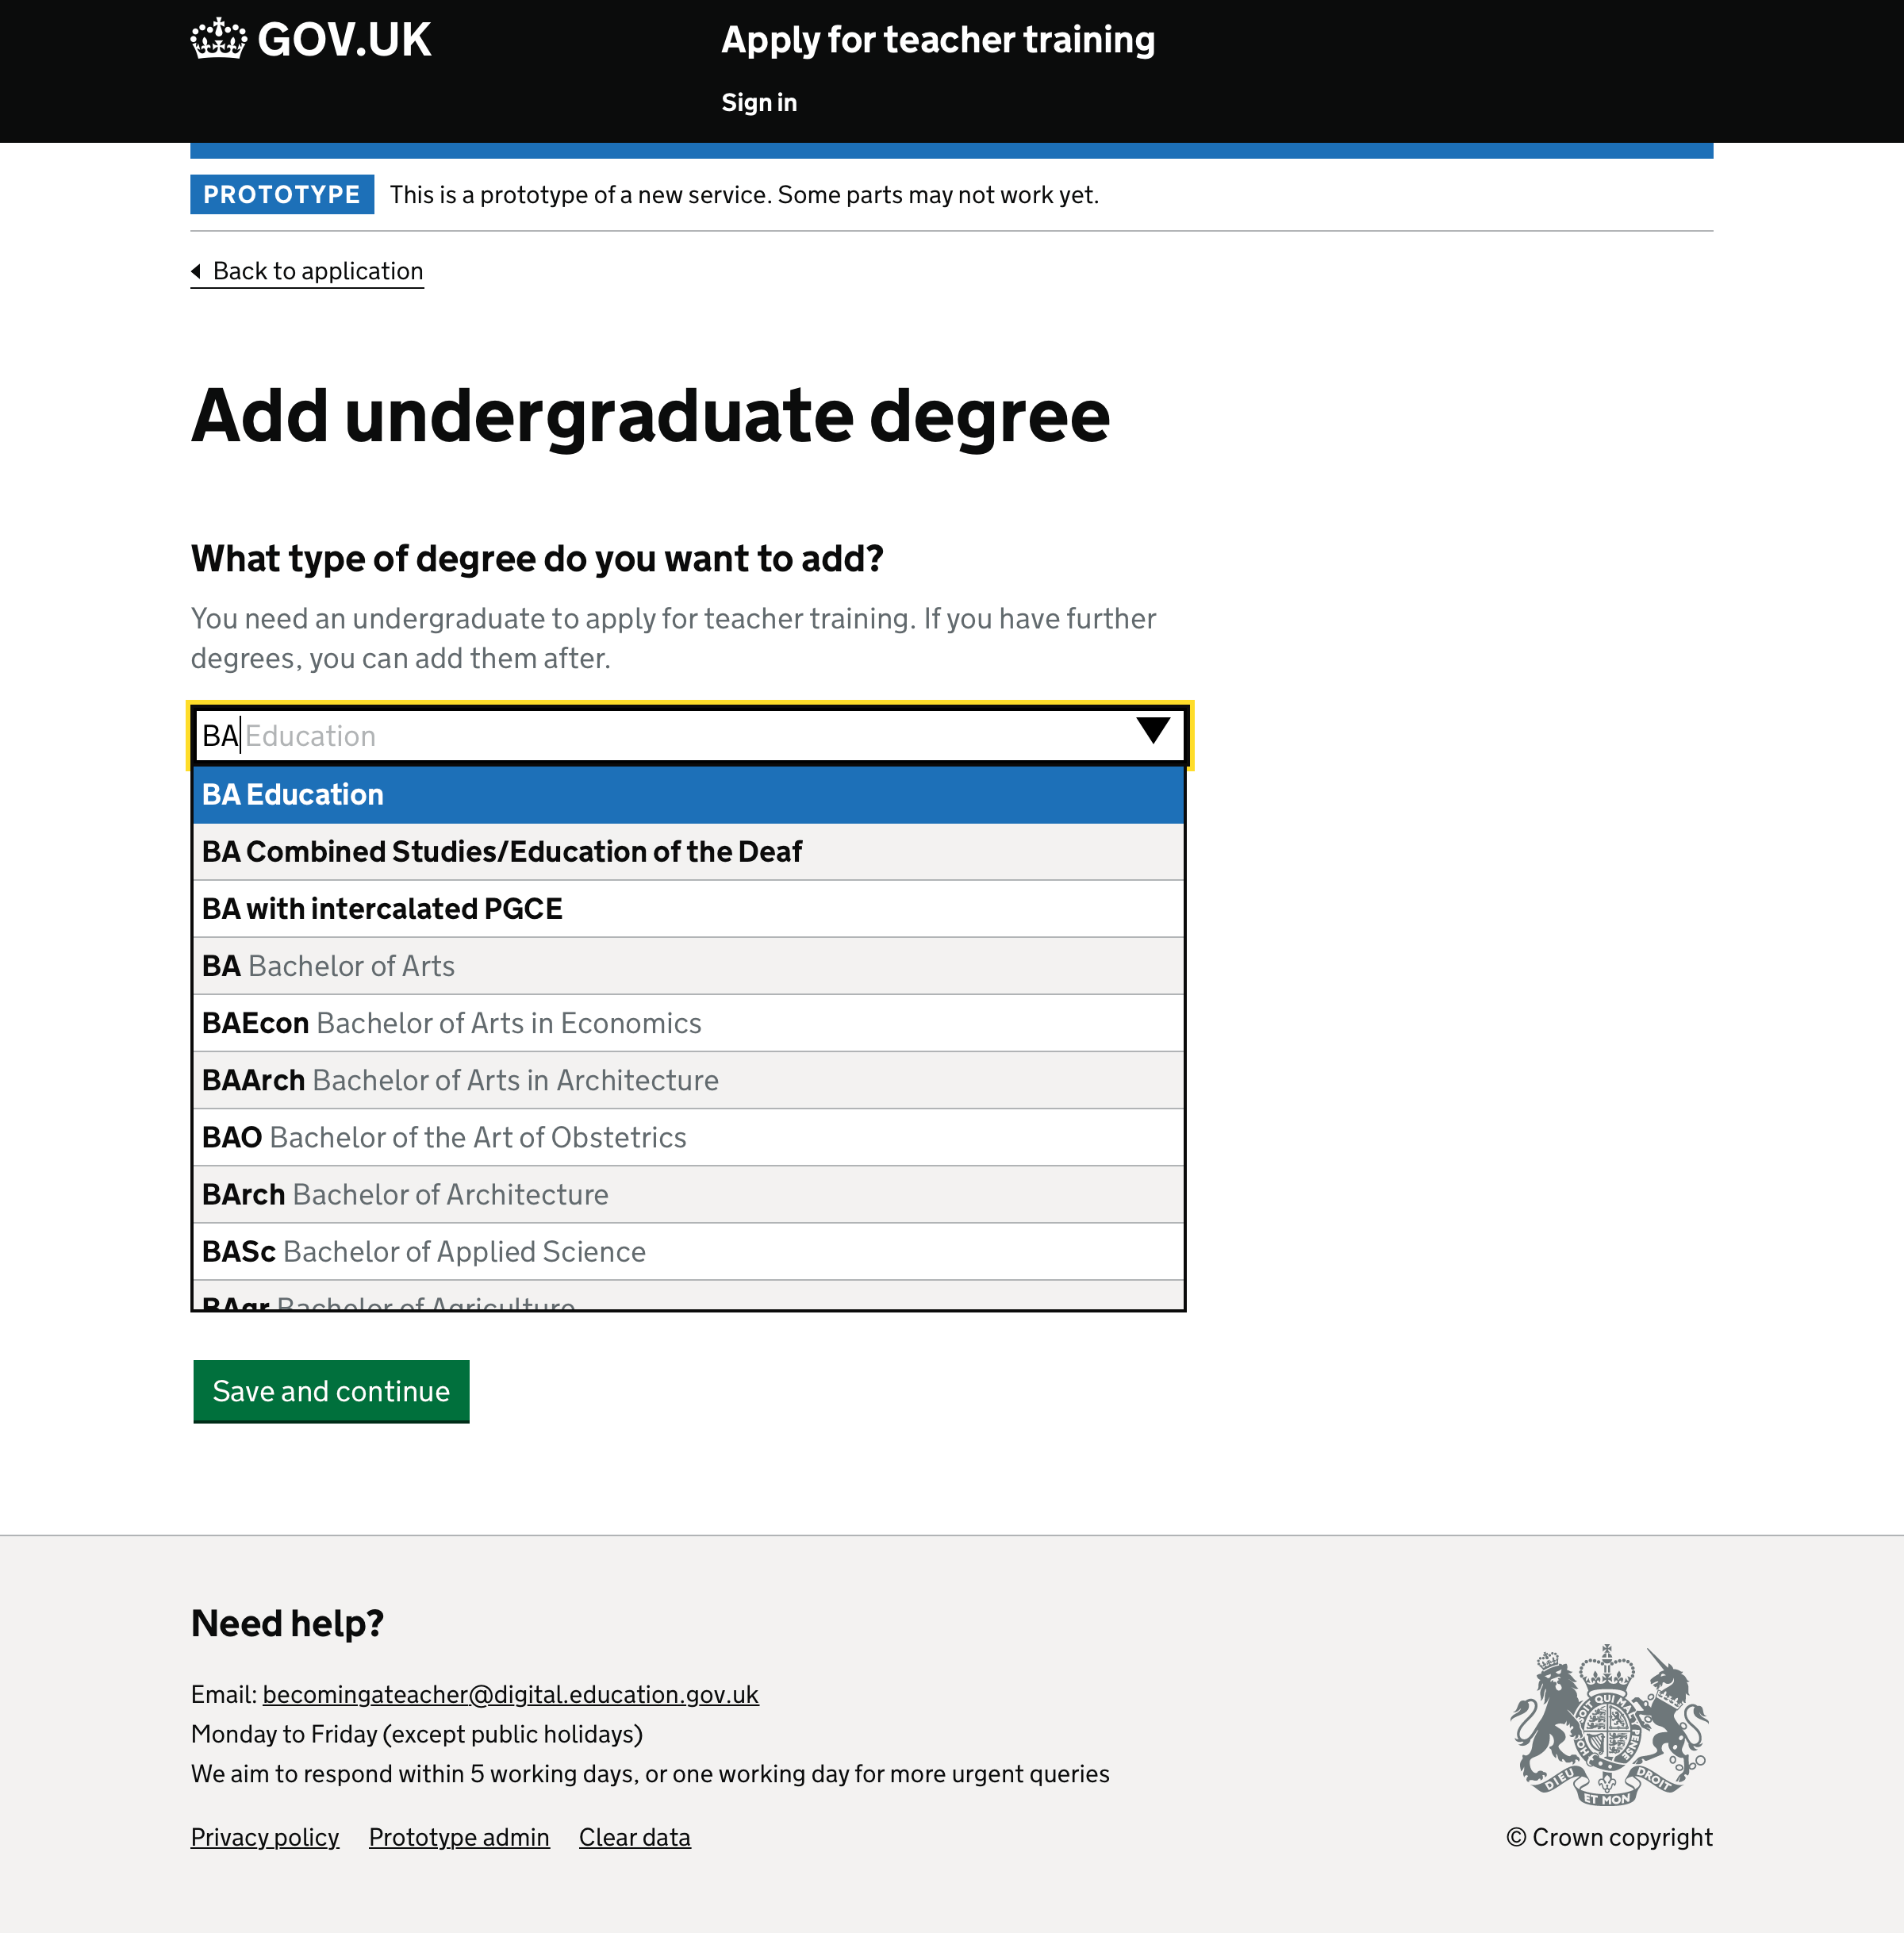 GOV.UK
Apply for teacher training
Sign in
PROTOTYPE This is a prototype of a new service. Some parts may not work yet.
Back to application
Add undergraduate degree
What type of degree do you want to add?
You need an undergraduate to apply for teacher training. If you have further
degrees, you can add them after.
BA Education
BA Education
BA Combined Studies/Education of the Deaf
BA with intercalated PGCE
BA Bachelor of Arts
BAEcon Bachelor of Arts in Economics
BAArch Bachelor of Arts in Architecture
BAO Bachelor of the Art of Obstetrics
BArch Bachelor of Architecture
BASc Bachelor of Applied Science
BAgr Bachelor of Agriculture
Save and continue
Need help?
Email: becomingateacher@digital.education.gov.uk
Monday to Friday (except public holidays)
We aim to respond within 5 working days, or one working day for more urgent queries
Privacy policy Prototype admin Clear data
DIEU ET MON DROIT
© Crown copyright